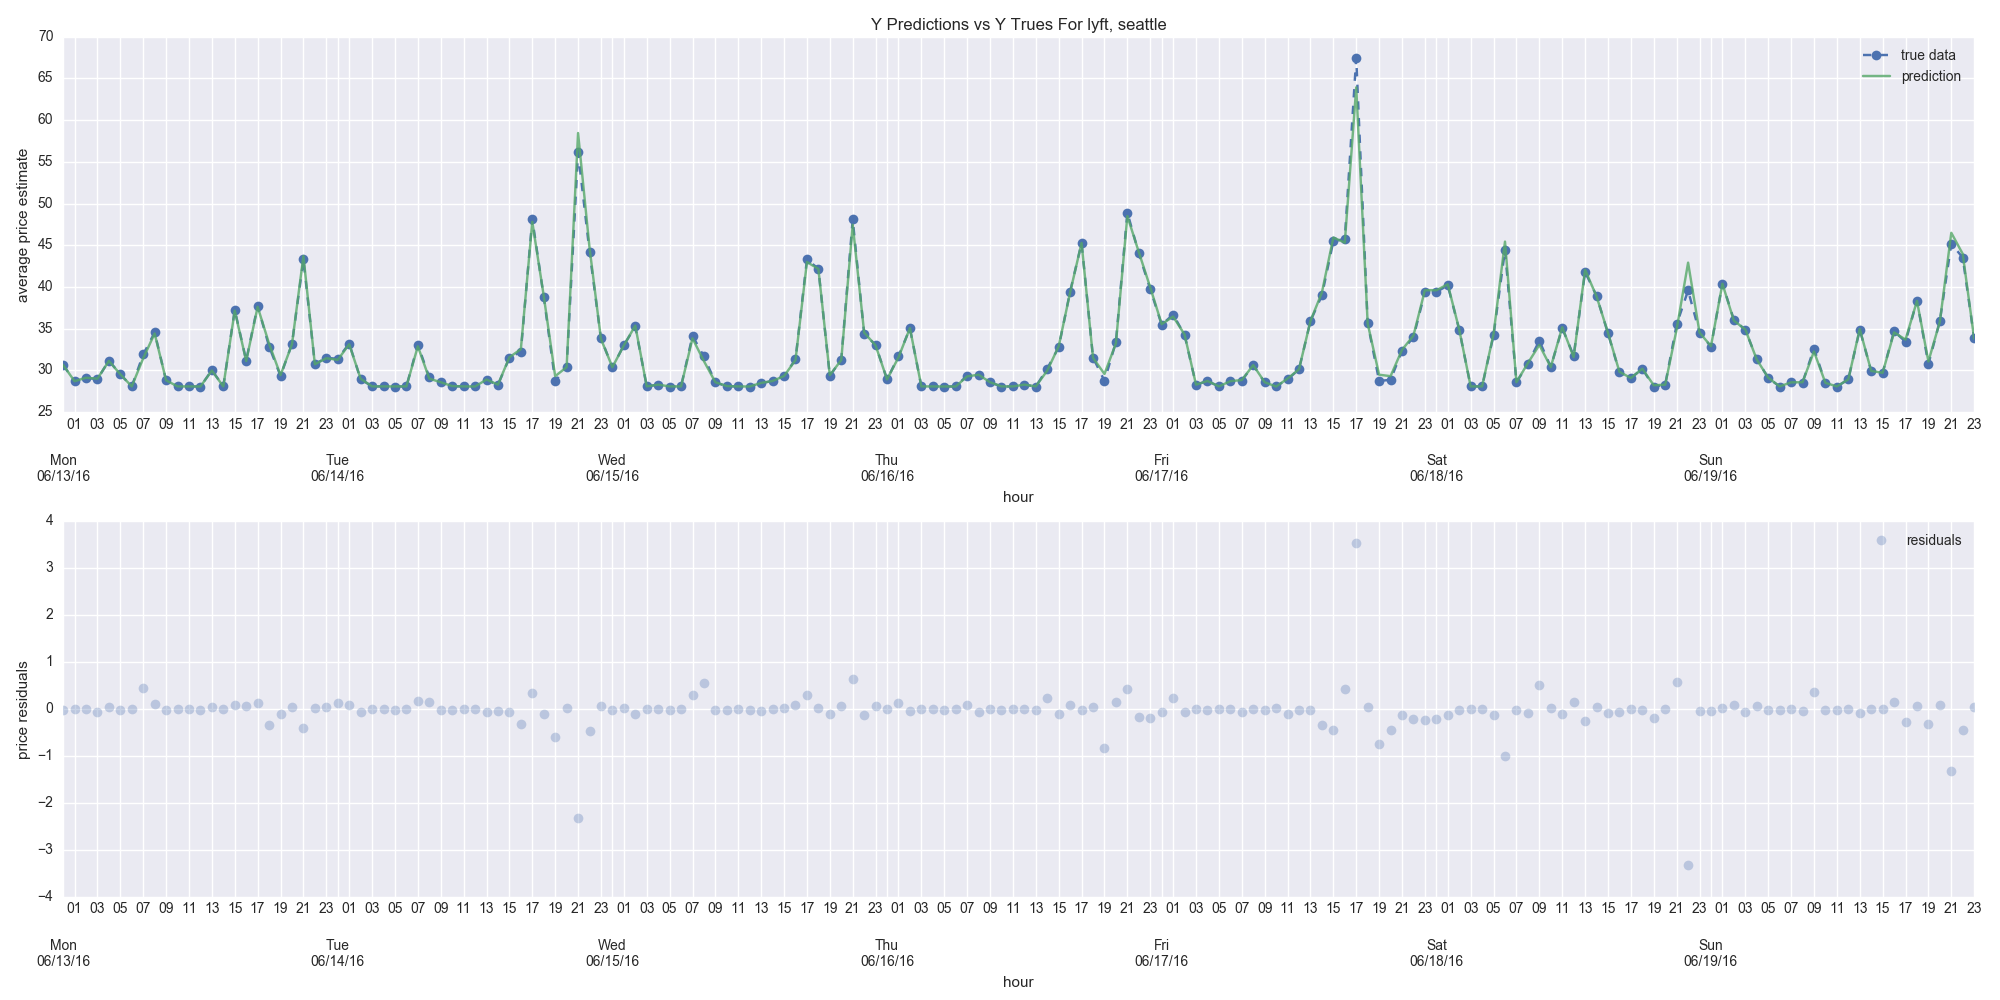 Y Predictions vs Y Trues For lyft, seattle
70
65
60
55
50
45
40
35
30
25
average price estimate
true data
prediction
01 03 05 07 09 11 13 15 17 19 21 23 01 03 05 07 09 11 13 15 17 19 21 23 01 03 05 07 09 11 13 15 17 19 21 23 01 03 05 07 09 11 13 15 17 19 21 23 01 03 05 07 09 11 13 15 17 19 21 23 01 03 05 07 09 11 13 15 17 19 21 23 01 03 05 07 09 11 13 15 17 19 21 23
Mon Tue Wed Thu Fri Sat Sun
06/13/16 06/14/16 06/15/16 06/16/16 06/17/16 06/18/16 06/19/16
hour
4
3
2
1
0
−1
−2
−3
−4
price residuals
residuals
01 03 05 07 09 11 13 15 17 19 21 23 01 03 05 07 09 11 13 15 17 19 21 23 01 03 05 07 09 11 13 15 17 19 21 23 01 03 05 07 09 11 13 15 17 19 21 23 01 03 05 07 09 11 13 15 17 19 21 23 01 03 05 07 09 11 13 15 17 19 21 23 01 03 05 07 09 11 13 15 17 19 21 23
Mon Tue Wed Thu Fri Sat Sun
06/13/16 06/14/16 06/15/16 06/16/16 06/17/16 06/18/16 06/19/16
hour